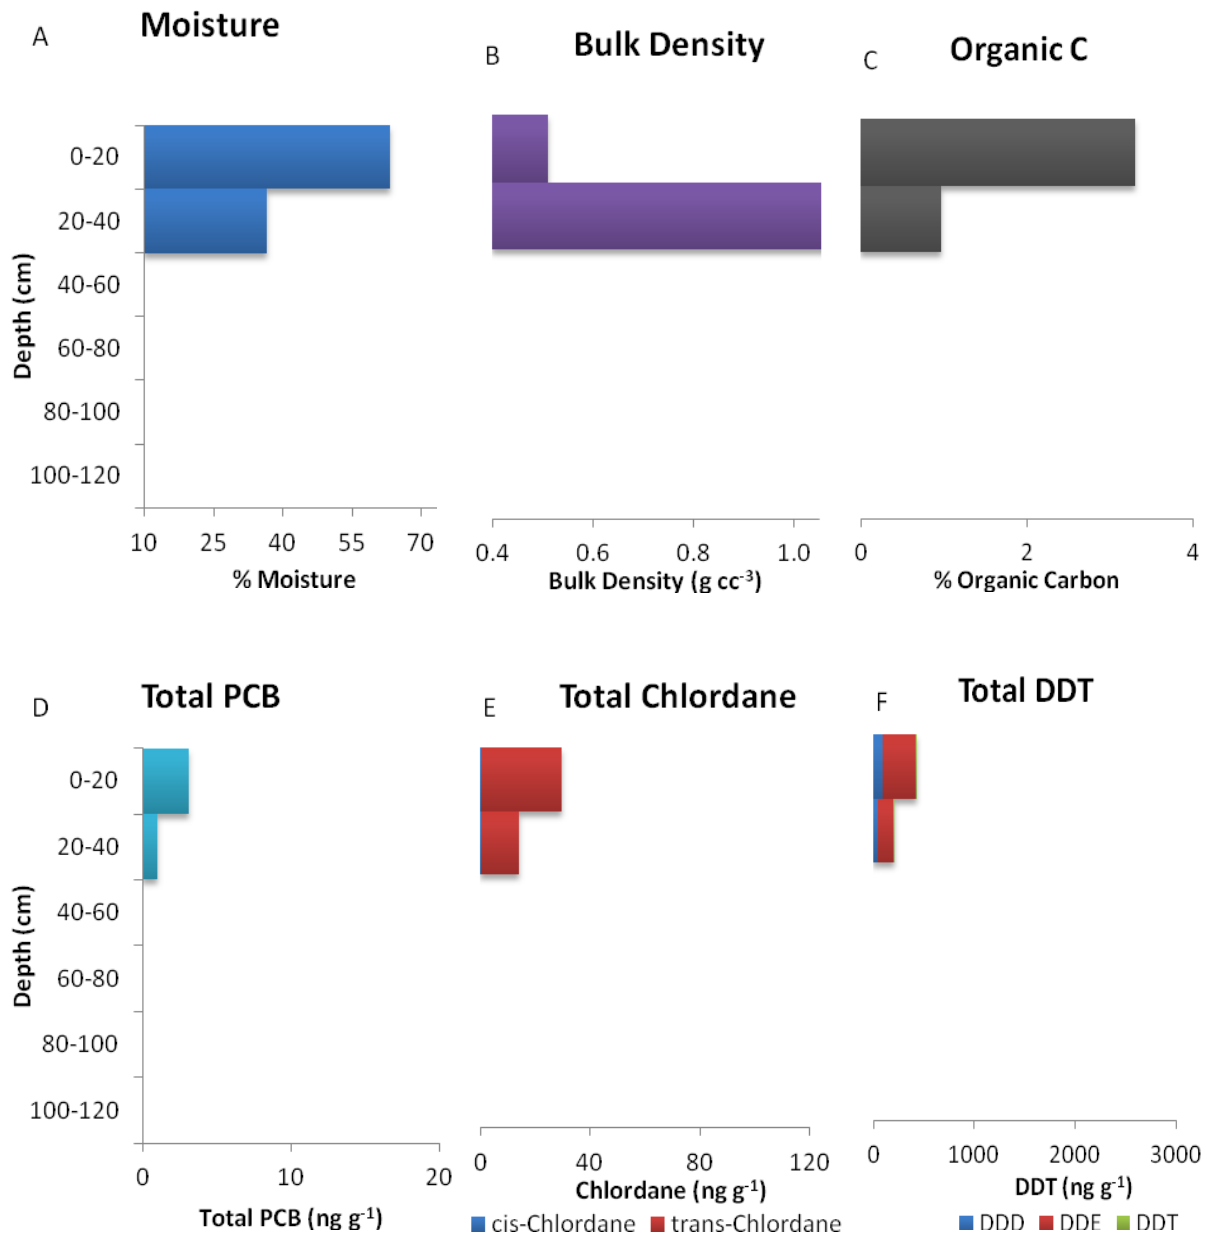 A
Moisture
0-20
20-40
40-60
60-80
80-100
100-120
Depth (cm)
10 25 40 55 70
% Moisture
B
Bulk Density
0.4 0.6 0.8 1.0
Bulk Density (g cc⁻³)
C
Organic C
0 2 4
% Organic Carbon
D
Total PCB
0-20
20-40
40-60
60-80
80-100
100-120
Depth (cm)
0 10 20
Total PCB (ng g⁻¹)
E
Total Chlordane
0 40 80 120
Chlordane (ng g⁻¹)
cis-Chlordane trans-Chlordane
F
Total DDT
0 1000 2000 3000
DDT (ng g⁻¹)
DDD DDE DDT